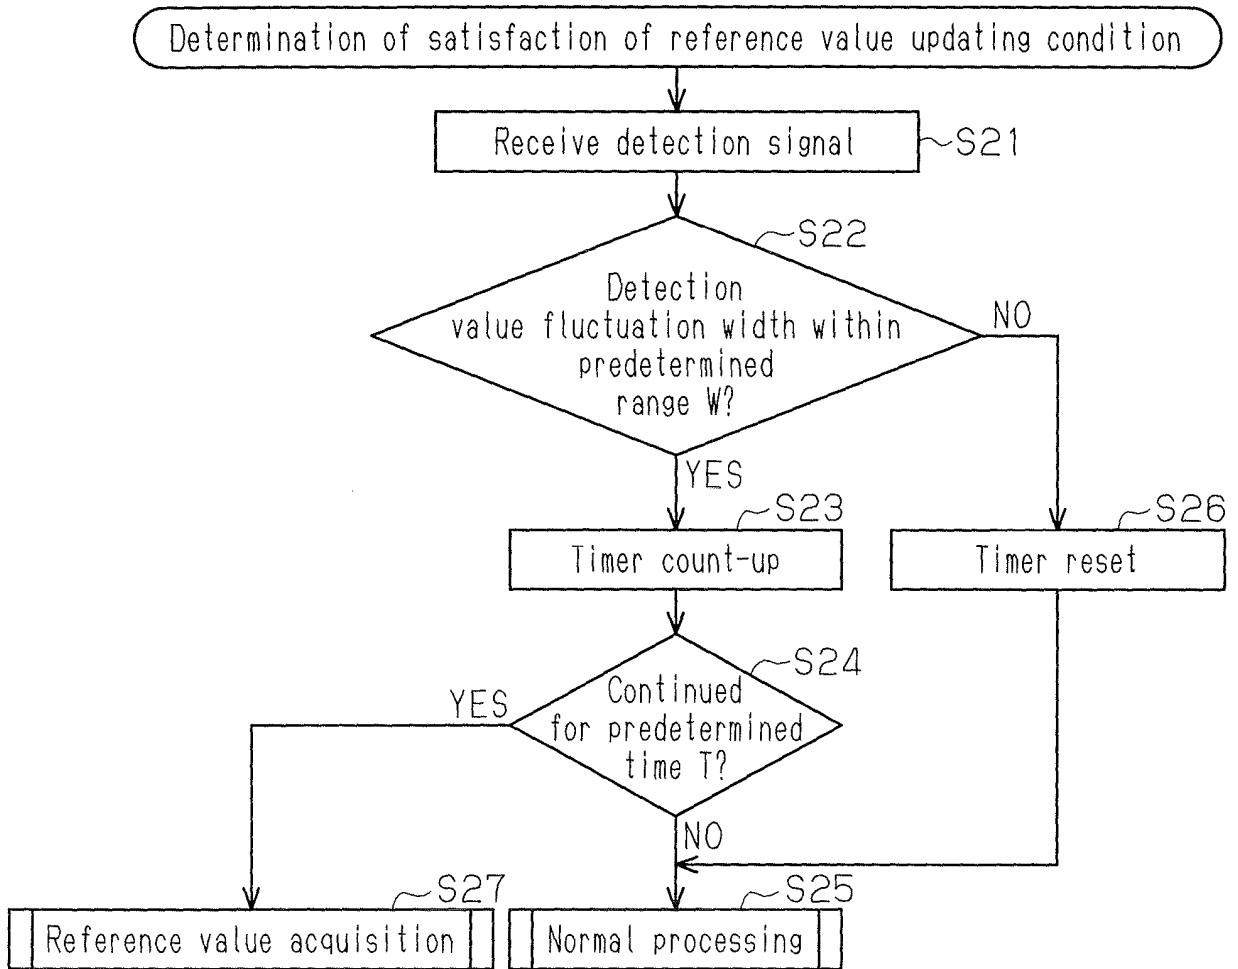 Determination of satisfaction of reference value updating condition
Receive detection signal
S21
S22
Detection
value fluctuation width within
predetermined
range W?
NO
YES
S23
Timer count-up
S26
Timer reset
S24
Continued
for predetermined
time T?
YES
NO
S27
Reference value acquisition
S25
Normal processing